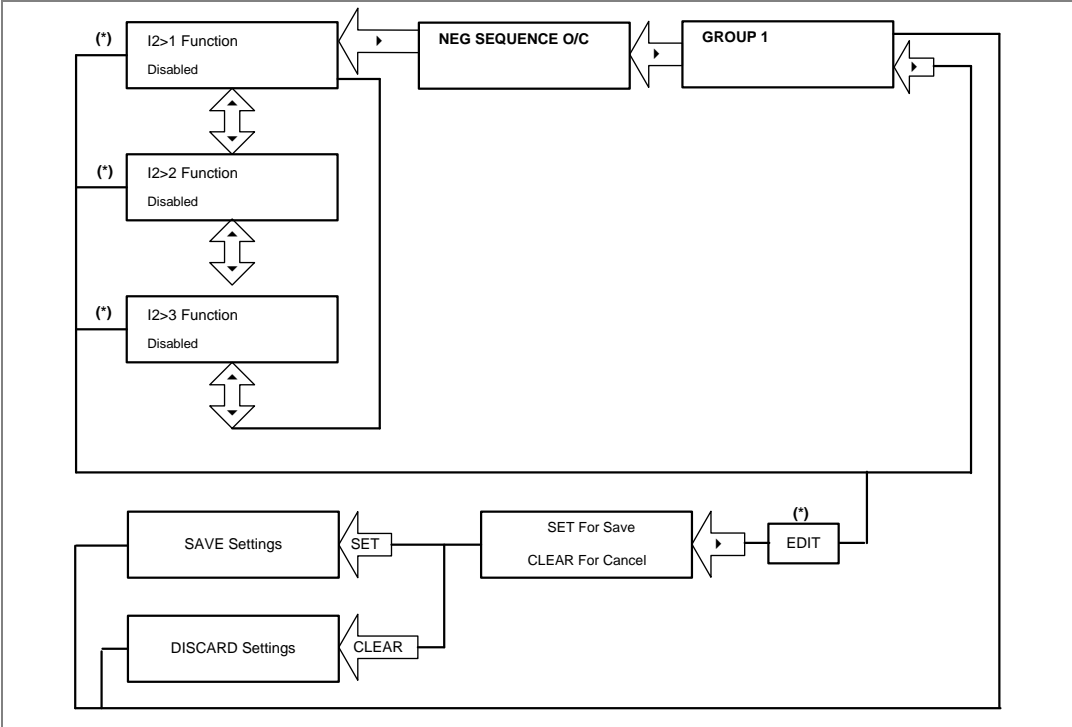 (*)
I2>1 Function
Disabled
NEG SEQUENCE O/C
GROUP 1
(*)
I2>2 Function
Disabled
(*)
I2>3 Function
Disabled
(*)
EDIT
SET For Save
CLEAR For Cancel
SET
SAVE Settings
CLEAR
DISCARD Settings